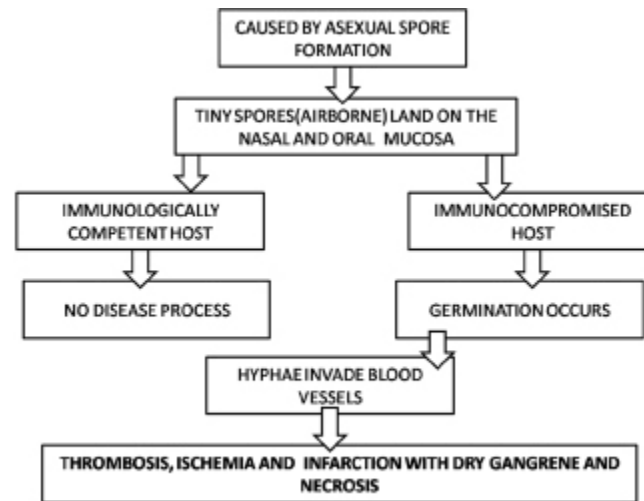 CAUSED BY ASEXUAL SPORE
FORMATION
TINY SPORES(AIRBORNE) LAND ON THE
NASAL AND ORAL MUCOSA
IMMUNOLOGICALLY
COMPETENT HOST
IMMUNOCOMPROMISED
HOST
NO DISEASE PROCESS
GERMINATION OCCURS
HYPHAE INVADE BLOOD
VESSELS
THROMBOSIS, ISCHEMIA AND INFARCTION WITH DRY GANGRENE AND
NECROSIS